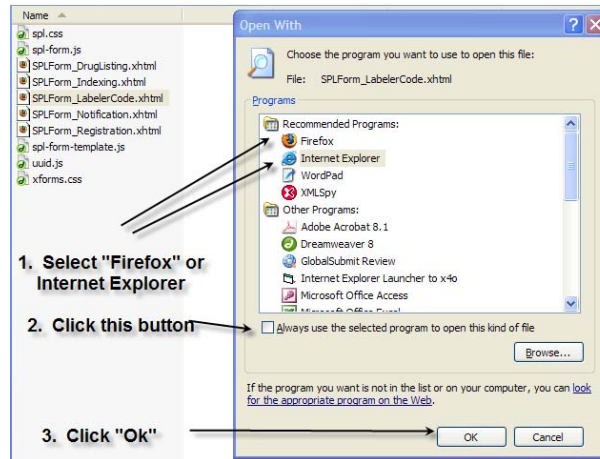 Name
spl.css
spl-form.js
SPLForm_DrugListing.xhtml
SPLForm_Indexing.xhtml
SPLForm_LabelerCode.xhtml
SPLForm_Notification.xhtml
SPLForm_Registration.xhtml
spl-form-template.js
uuid.js
xforms.css
1. Select "Firefox" or
Internet Explorer
2. Click this button
3. Click "Ok"
Open With
Choose the program you want to use to open this file:
File: SPLForm_LabelerCode.xhtml
Programs
Recommended Programs:
Firefox
Internet Explorer
WordPad
XMLSpy
Other Programs:
Adobe Acrobat 8.1
Dreamweaver 8
GlobalSubmit Review
Internet Explorer Launcher to x4o
Microsoft Office Access
Microsoft Office Excel
Always use the selected program to open this kind of file
Browse...
If the program you want is not in the list or on your computer, you can look
for the appropriate program on the Web.
OK Cancel